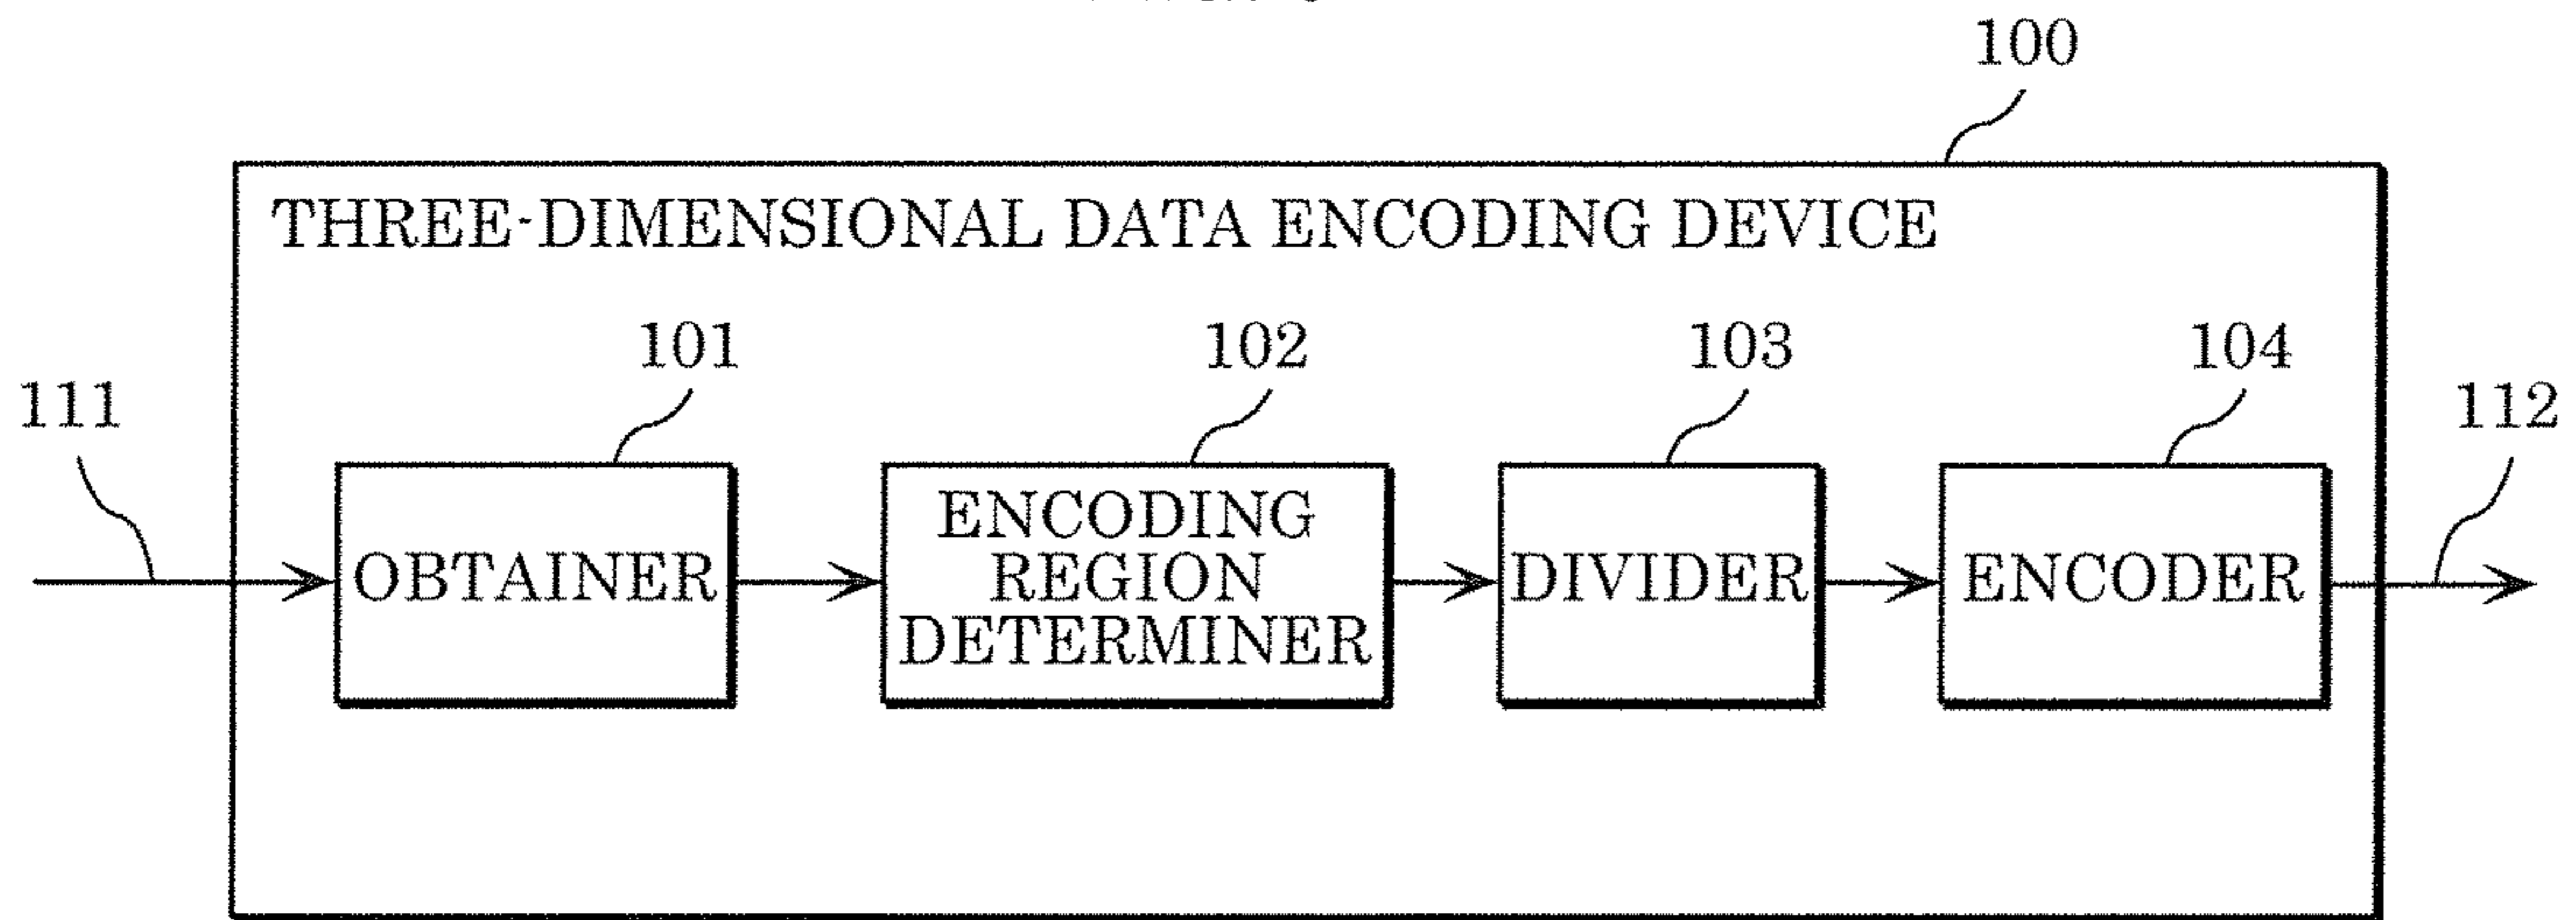 100
THREE-DIMENSIONAL DATA ENCODING DEVICE
101
102
103
104
111
112
OBTAINER
ENCODING
REGION
DETERMINER
DIVIDER
ENCODER